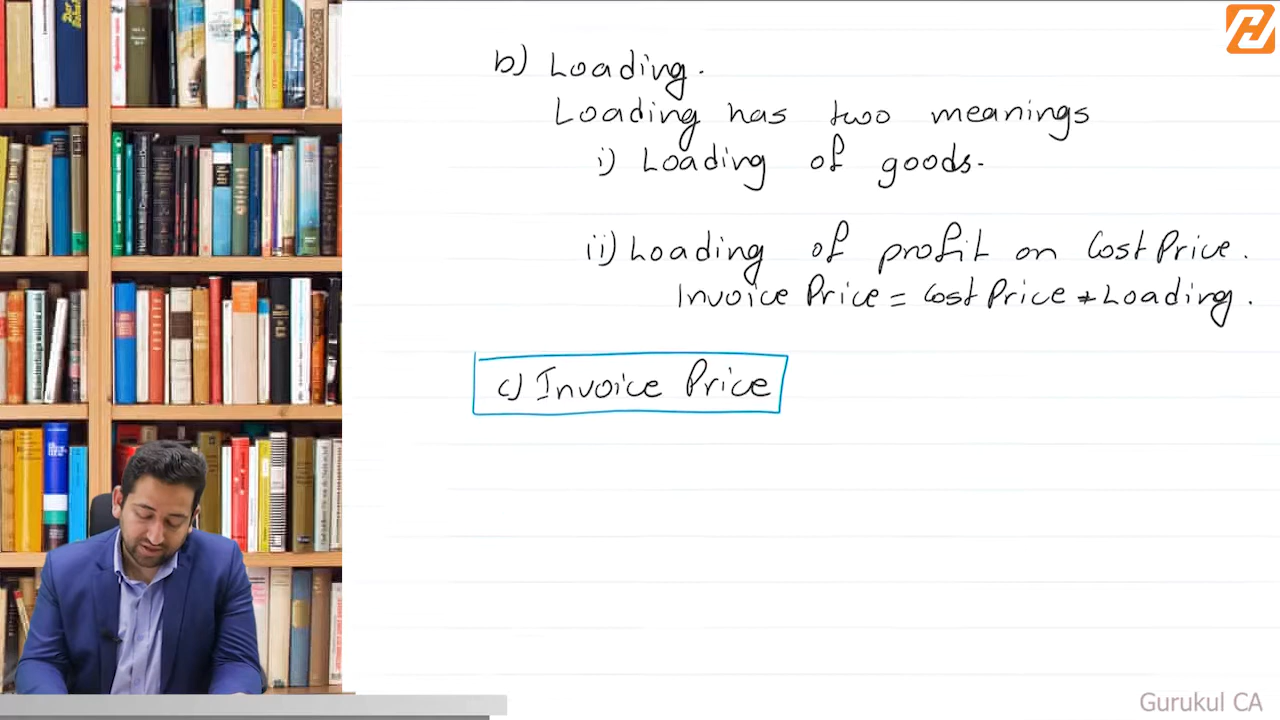 b) Loading.
Loading has two meanings
i) Loading of goods.
ii) Loading of profit on Cost Price.
Invoice Price = Cost Price + Loading.
c) Invoice Price
Gurukul CA